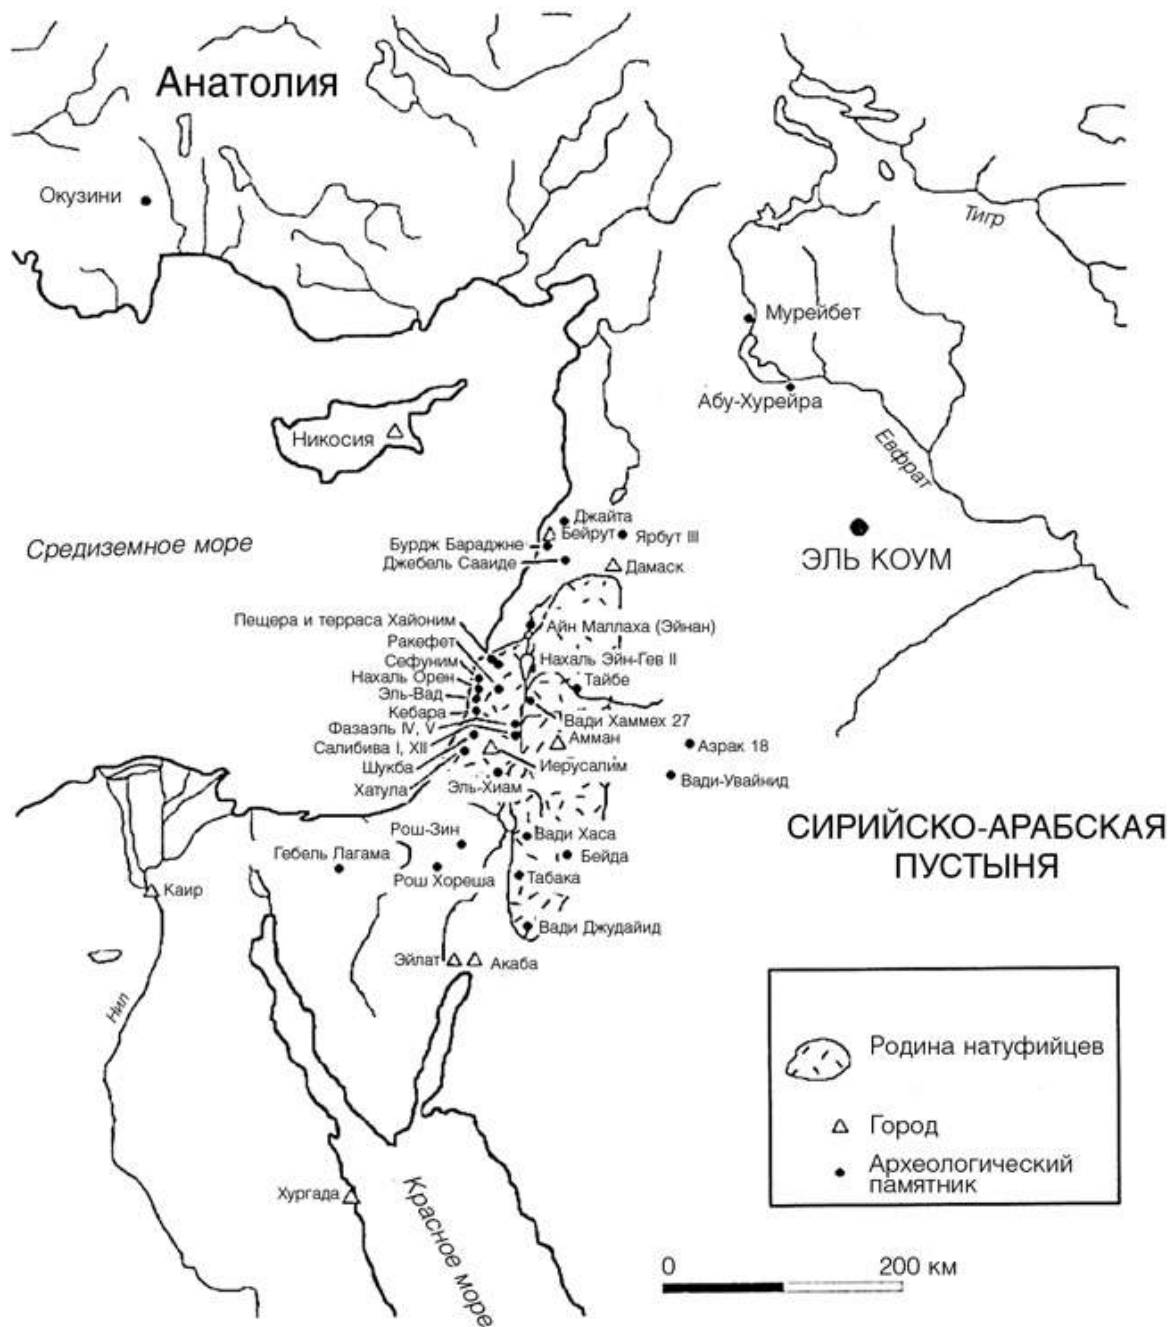 Анатолия
Окузини
Тигр
Мурейбет
Абу-Хурейра
Евфрат
Никосия
Средиземное море
Джайта
Бейрут
Ярбут III
Бурдж Бараджне
Джебель Сааиде
Дамаск
ЭЛЬ КОУМ
Пещера и терраса Хайоним
Айн Маллаха (Эйнан)
Ракефет
Сефуним
Нахаль Эйн-Гев II
Нахаль Орен
Тайбе
Эль-Вад
Кебара
Вади Хаммех 27
Фазаэль IV, V
Амман
Салибива I, XII
Азрак 18
Шукба
Иерусалим
Вади-Увайнид
Хатула
Эль-Хиам
СИРИЙСКО-АРАБСКАЯ
ПУСТЫНЯ
Рош-Зин
Вади Хаса
Гебель Лагама
Бейда
Рош Хореша
Табака
Каир
Вади Джудайид
Эйлат
Акаба
Нил
Родина натуфийцев
Город
Археологический
памятник
Хургада
Красное море
0
200 км